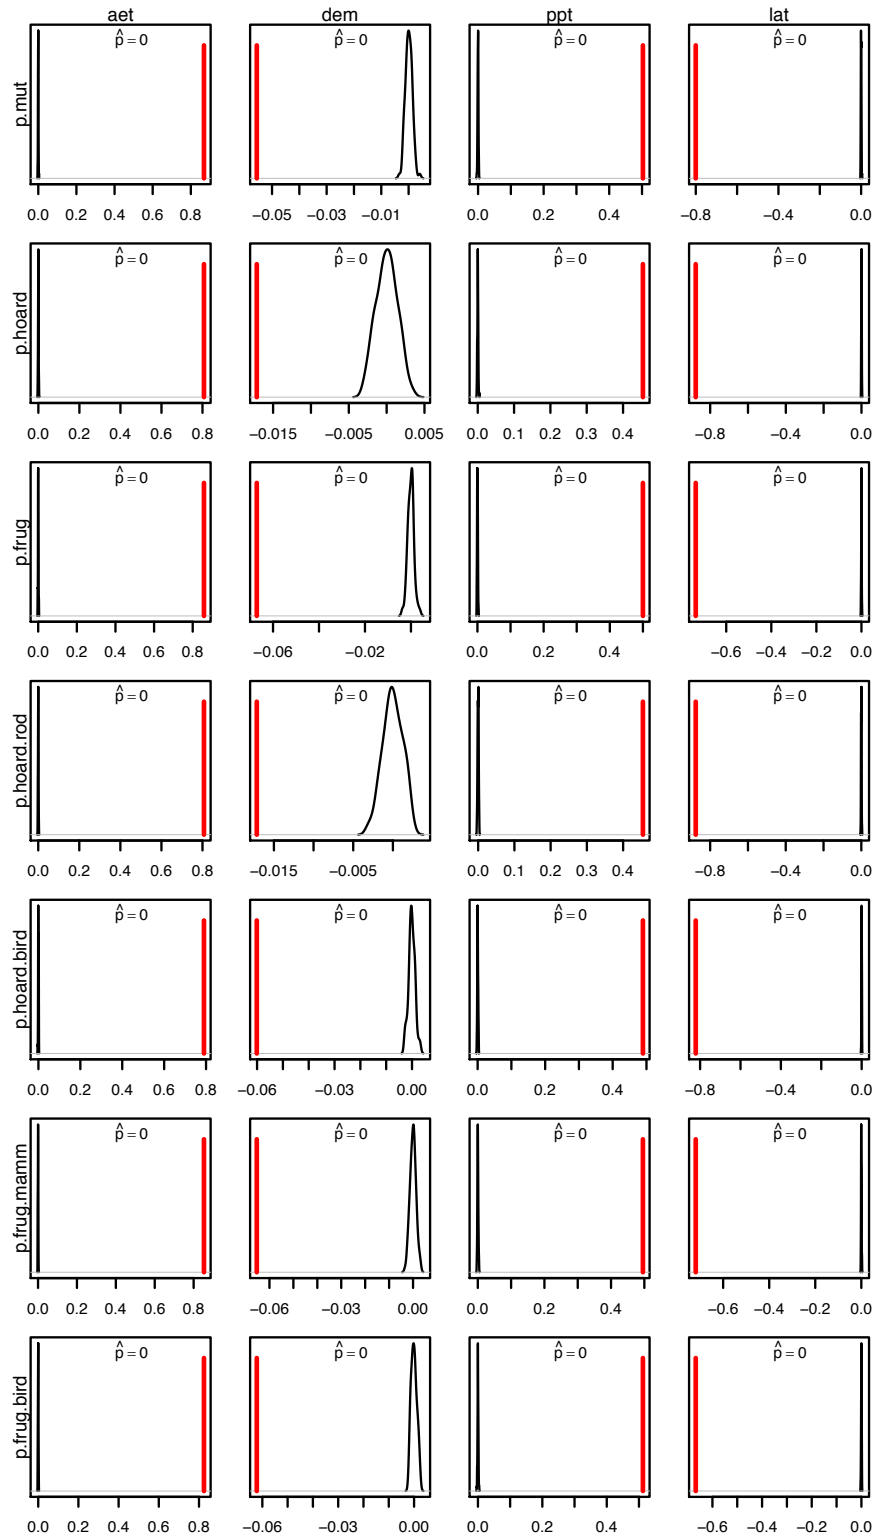 aet dem ppt lat
p.mut
p̂ = 0 p̂ = 0 p̂ = 0 p̂ = 0
0.0 0.2 0.4 0.6 0.8 −0.05 −0.03 −0.01 0.0 0.2 0.4 −0.8 −0.4 0.0
p.hoard
p̂ = 0 p̂ = 0 p̂ = 0 p̂ = 0
0.0 0.2 0.4 0.6 0.8 −0.015 −0.005 0.005 0.0 0.1 0.2 0.3 0.4 −0.8 −0.4 0.0
p.frug
p̂ = 0 p̂ = 0 p̂ = 0 p̂ = 0
0.0 0.2 0.4 0.6 0.8 −0.06 −0.02 0.0 0.2 0.4 −0.6 −0.4 −0.2 0.0
p.hoard.rod
p̂ = 0 p̂ = 0 p̂ = 0 p̂ = 0
0.0 0.2 0.4 0.6 0.8 −0.015 −0.005 0.0 0.1 0.2 0.3 0.4 −0.8 −0.4 0.0
p.hoard.bird
p̂ = 0 p̂ = 0 p̂ = 0 p̂ = 0
0.0 0.2 0.4 0.6 0.8 −0.06 −0.03 0.00 0.0 0.2 0.4 −0.8 −0.4 0.0
p.frug.mamm
p̂ = 0 p̂ = 0 p̂ = 0 p̂ = 0
0.0 0.2 0.4 0.6 0.8 −0.06 −0.03 0.00 0.0 0.2 0.4 −0.6 −0.4 −0.2 0.0
p.frug.bird
p̂ = 0 p̂ = 0 p̂ = 0 p̂ = 0
0.0 0.2 0.4 0.6 0.8 −0.06 −0.03 0.00 0.0 0.2 0.4 −0.6 −0.4 −0.2 0.0